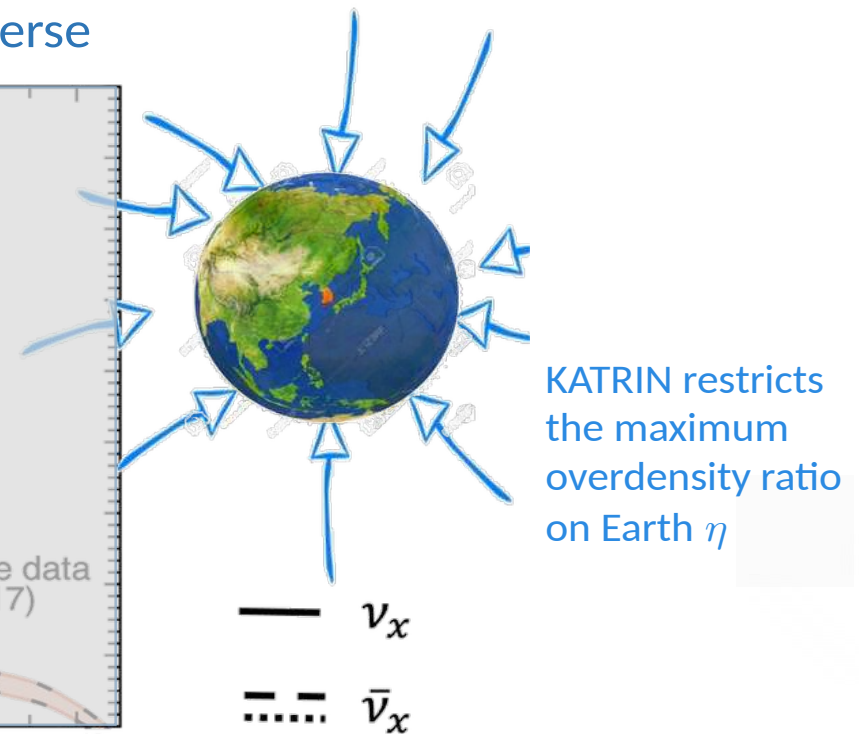 erse
KATRIN restricts
the maximum
overdensity ratio
on Earth η
e data
7)
νₓ
ν̄ₓ